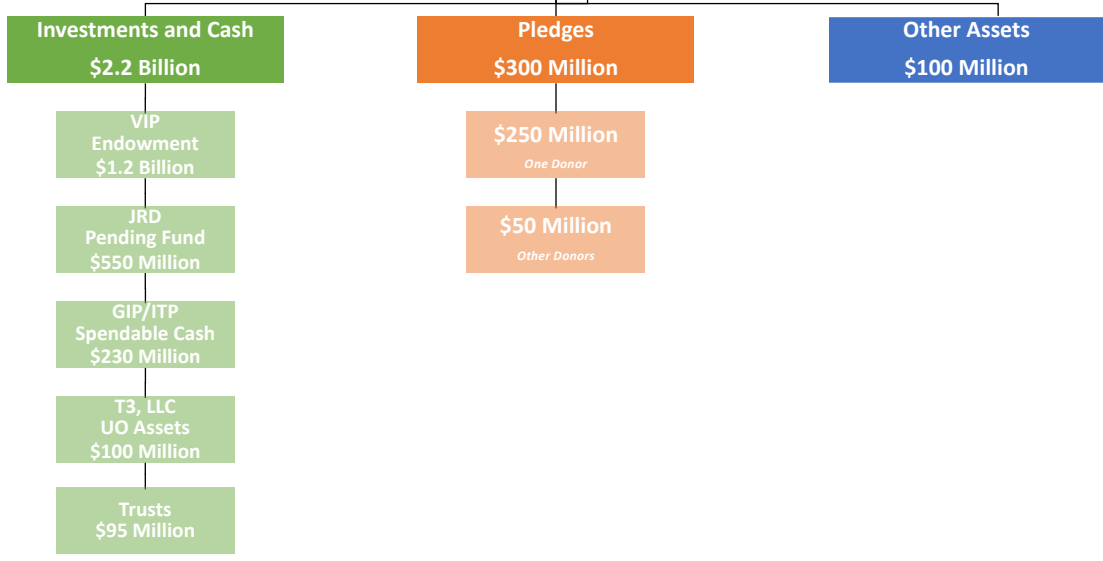 Investments and Cash
$2.2 Billion
Pledges
$300 Million
Other Assets
$100 Million
VIP
Endowment
$1.2 Billion
JRD
Pending Fund
$550 Million
GIP/ITP
Spendable Cash
$230 Million
T3, LLC
UO Assets
$100 Million
Trusts
$95 Million
$250 Million
One Donor
$50 Million
Other Donors